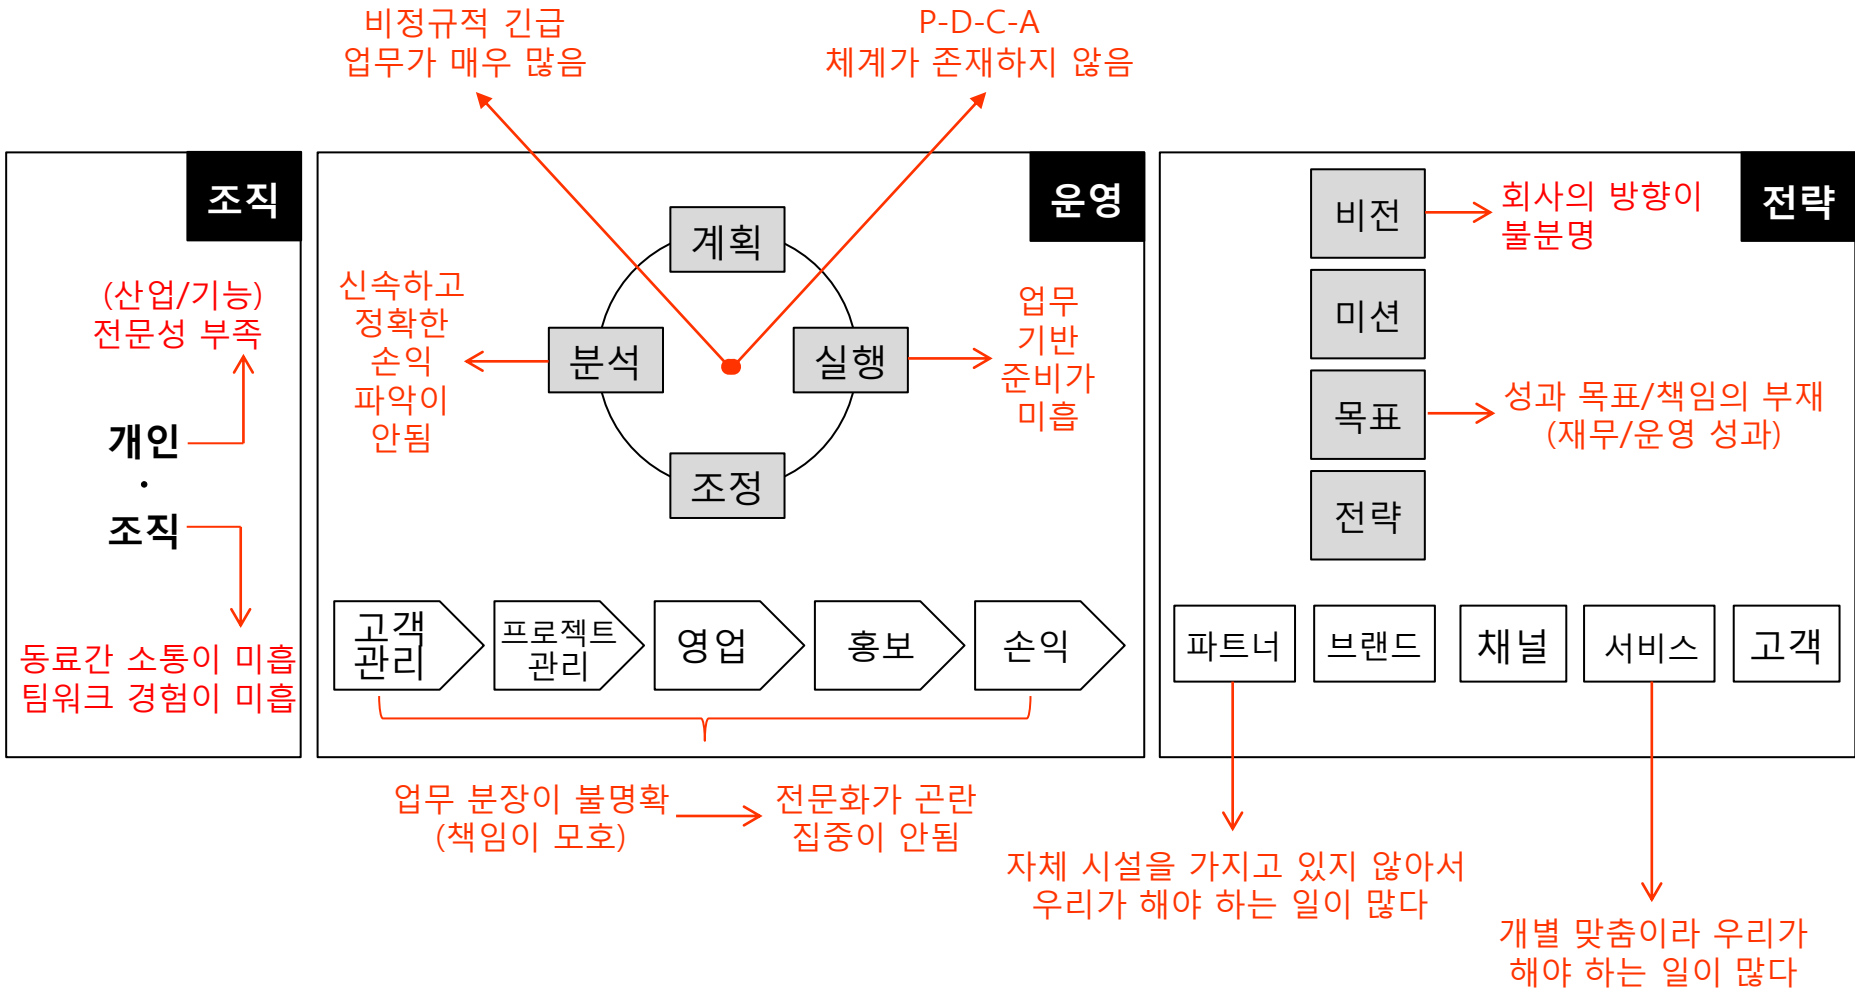 비정규적 긴급
업무가 매우 많음
P-D-C-A
체계가 존재하지 않음
조직
(산업/기능)
전문성 부족
개인
·
조직
동료간 소통이 미흡
팀워크 경험이 미흡
운영
계획
신속하고
정확한
손익
파악이
안됨
분석
실행
업무
기반
준비가
미흡
조정
고객
관리
프로젝트
관리
영업
홍보
손익
업무 분장이 불명확
(책임이 모호)
전문화가 곤란
집중이 안됨
전략
비전
회사의 방향이
불분명
미션
목표
성과 목표/책임의 부재
(재무/운영 성과)
전략
파트너
브랜드
채널
서비스
고객
자체 시설을 가지고 있지 않아서
우리가 해야 하는 일이 많다
개별 맞춤이라 우리가
해야 하는 일이 많다